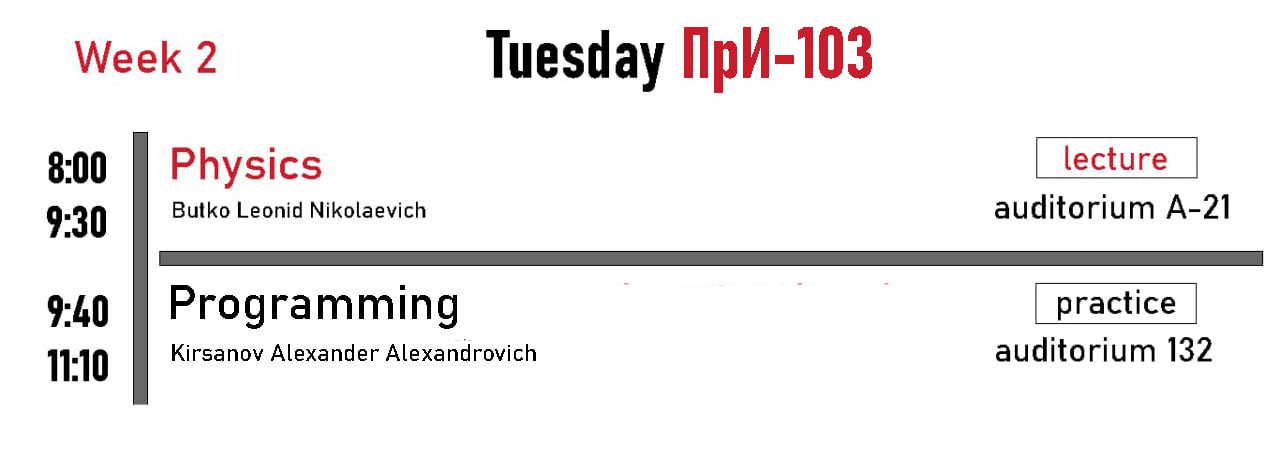 Week 2
Tuesday ПрИ-103
8:00
9:30
Physics
Butko Leonid Nikolaevich
lecture
auditorium A-21
9:40
11:10
Programming
Kirsanov Alexander Alexandrovich
practice
auditorium 132